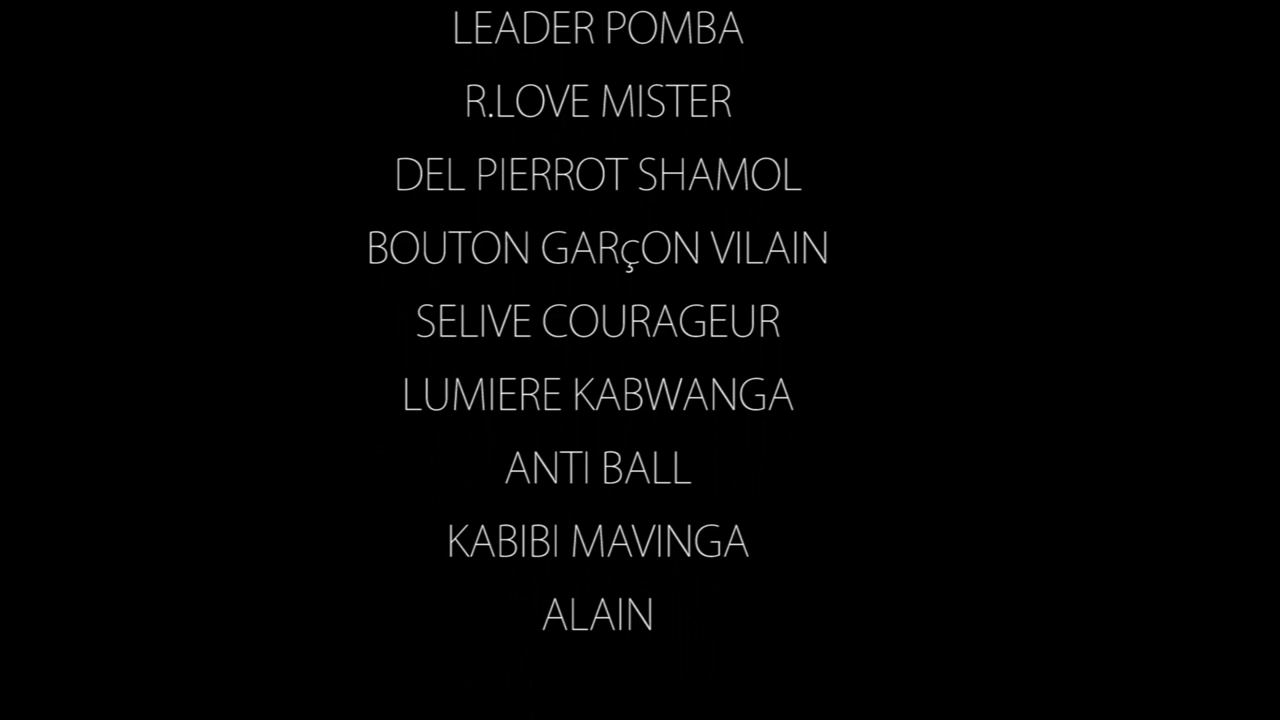 LEADER POMBA
R.LOVE MISTER
DEL PIERROT SHAMOL
BOUTON GARçON VILAIN
SELIVE COURAGEUR
LUMIERE KABWANGA
ANTI BALL
KABIBI MAVINGA
ALAIN